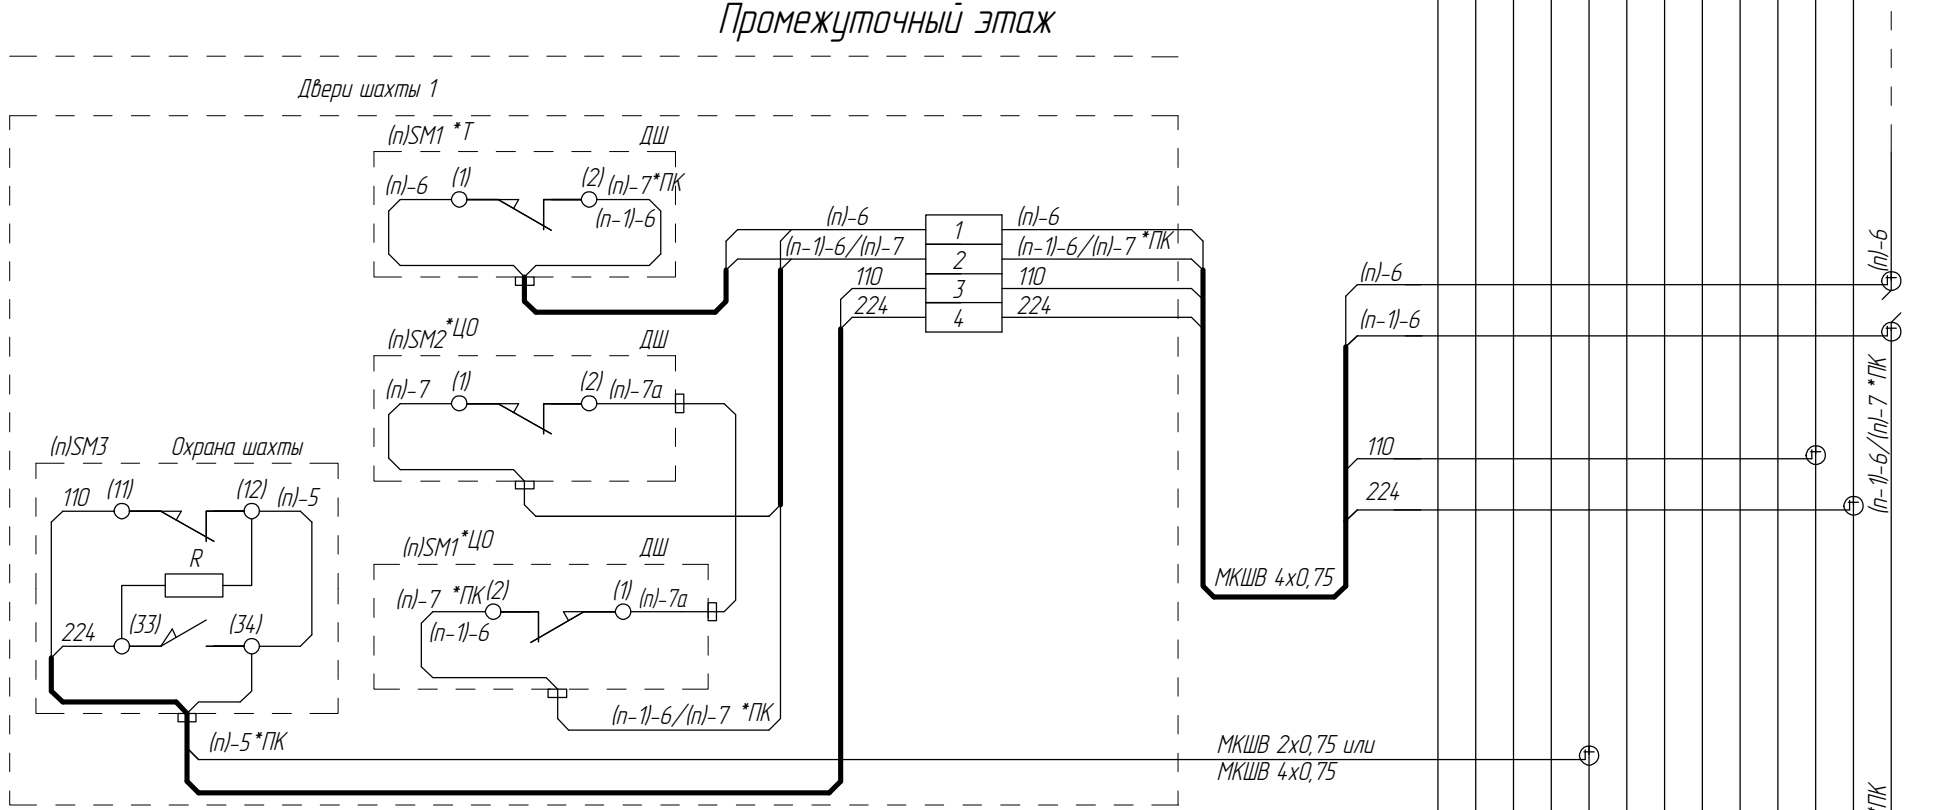 Промежуточный этаж
Двери шахты 1
(п)SM1 *Т ДШ
(п)-6 (1) (2) (п)-7*ПК
(п-1)-6
(п)-6 1 (п)-6
(п-1)-6/(п)-7 2 (п-1)-6/(п)-7 *ПК
110 3 110
224 4 224
(п)-6
(п)-6
(п-1)-6
(п-1)-6/(п)-7 *ПК
(п)SM2*ЦО ДШ
(п)-7 (1) (2) (п)-7а
(п)SM3 Охрана шахты
110 (11) (12) (п)-5
R
224 (33) (34)
110
224
(п)SM1*ЦО ДШ
(п)-7 *ПК (2) (1) (п)-7а
(п-1)-6
МКШВ 4х0,75
(п-1)-6/(п)-7 *ПК
(п)-5*ПК
МКШВ 2х0,75 или
МКШВ 4х0,75
*ПК